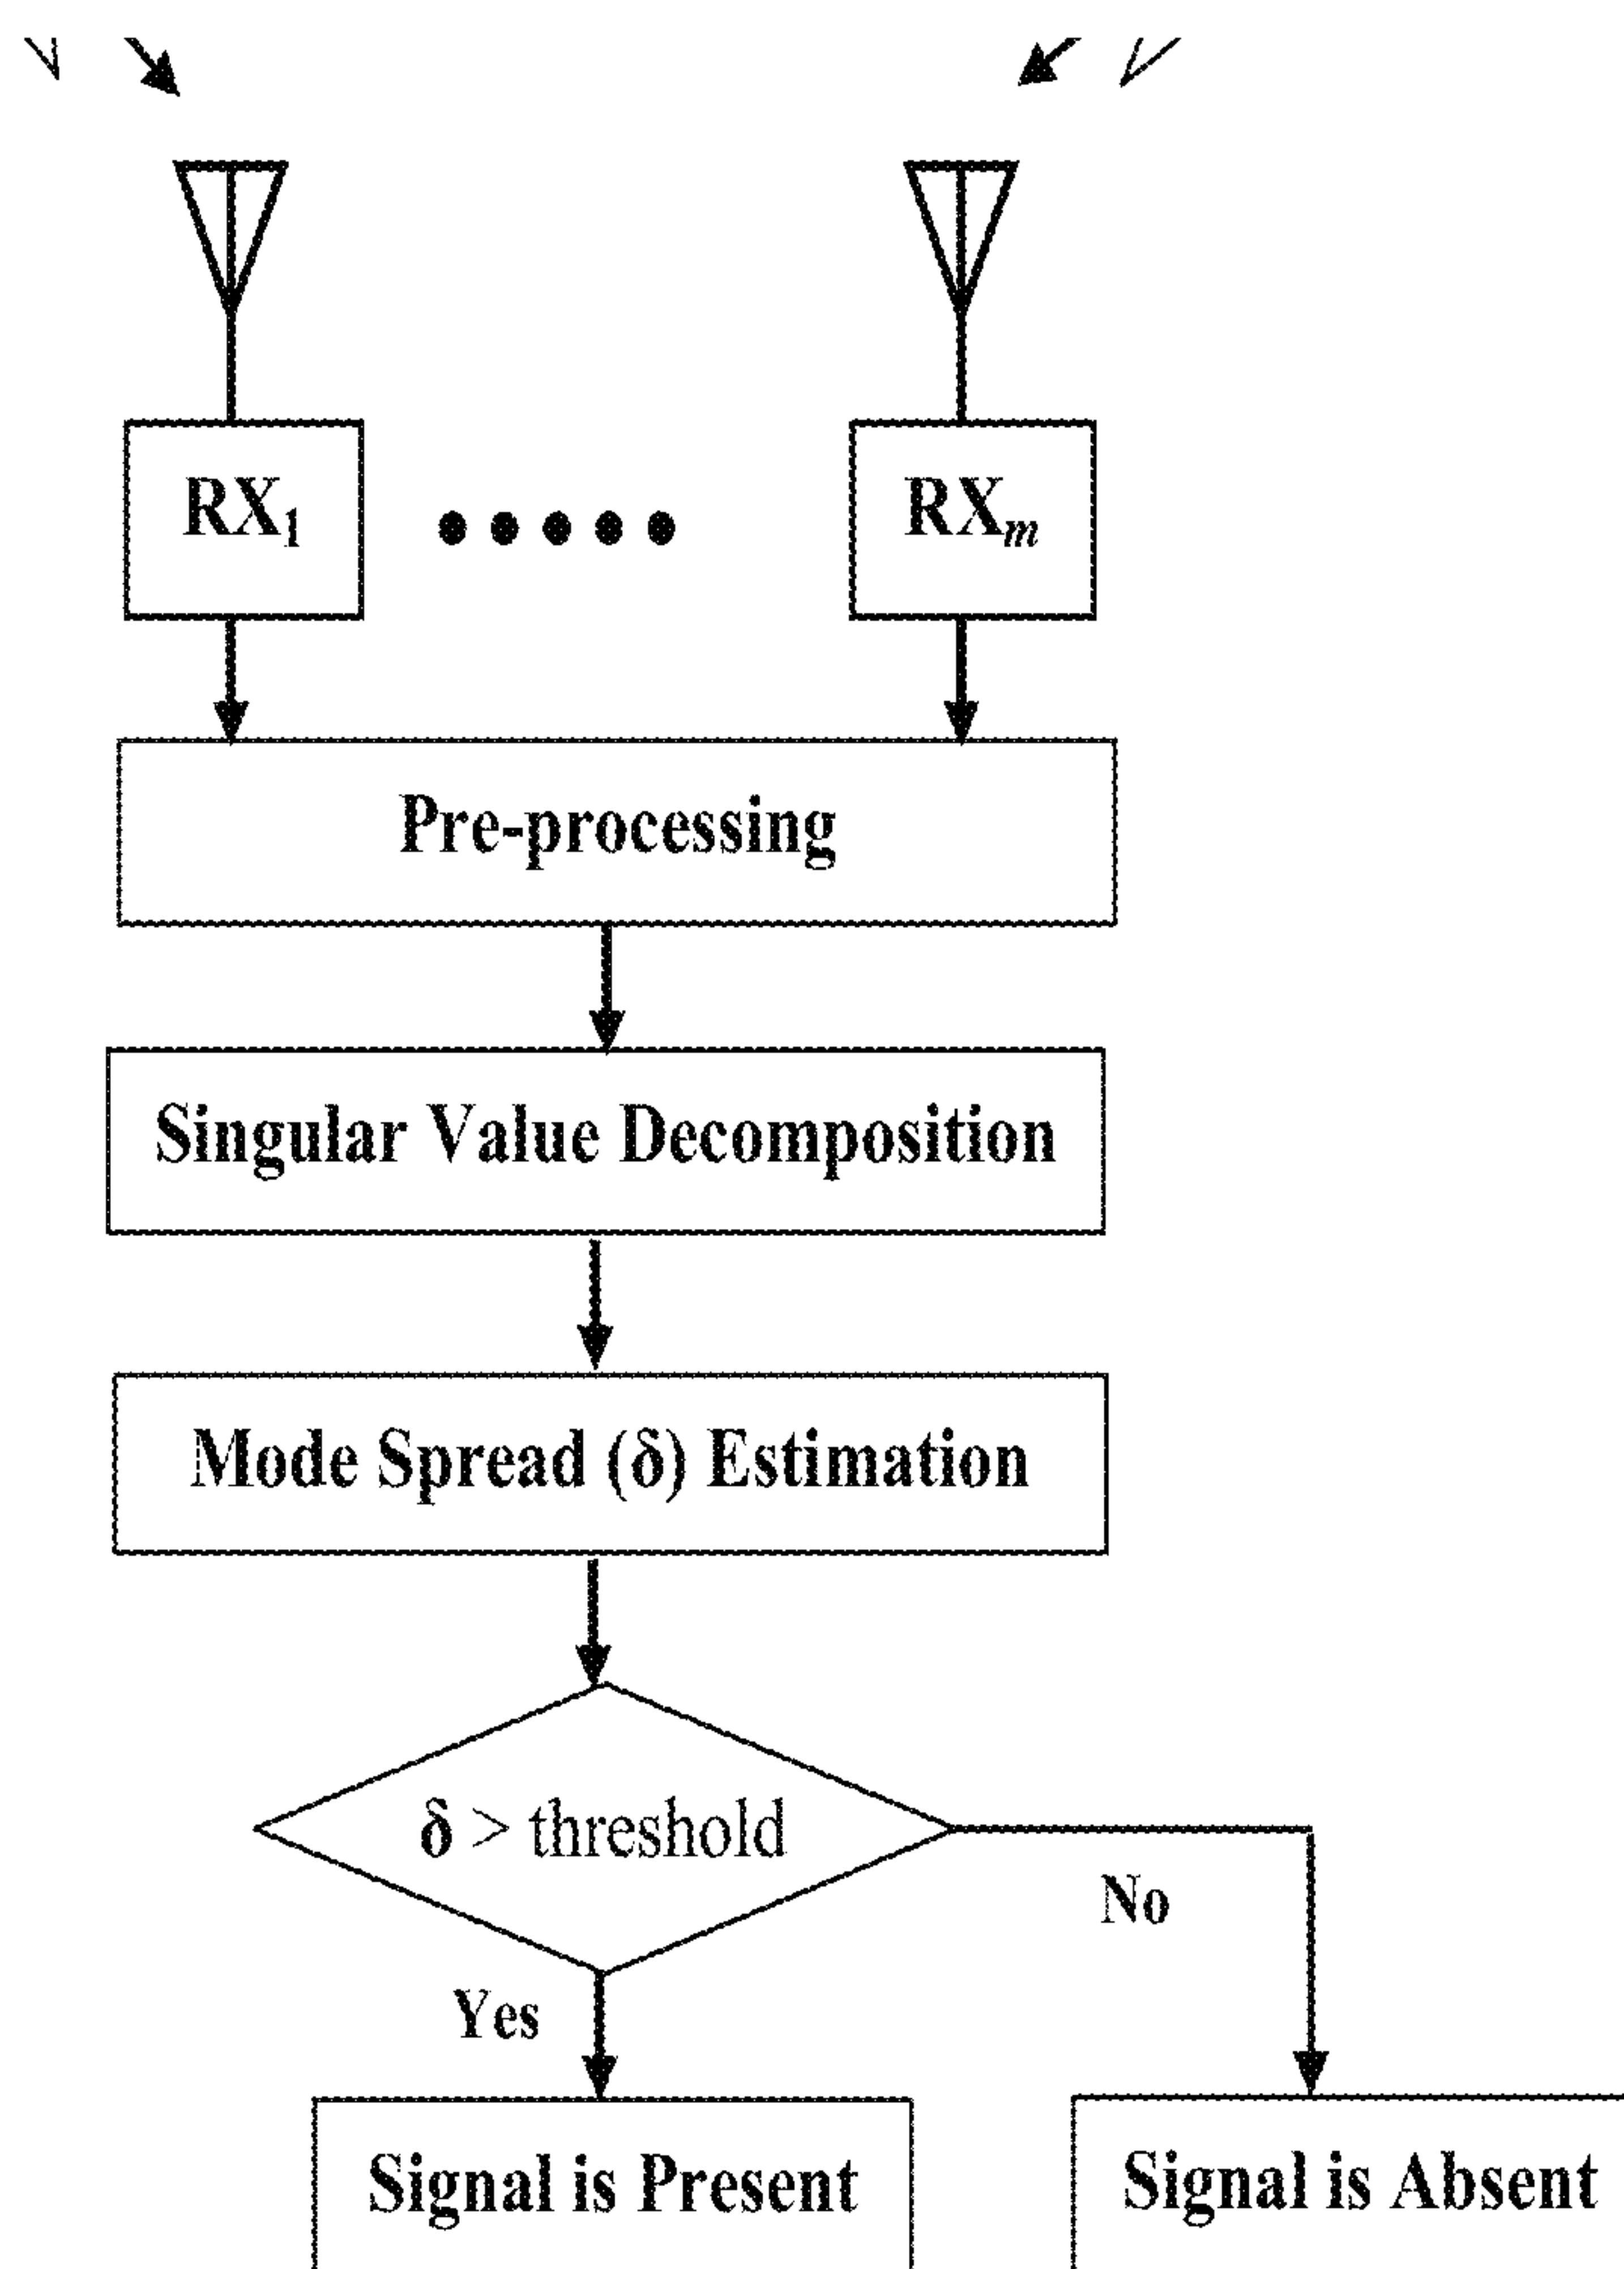 RX1
RXm
Pre-processing
Singular Value Decomposition
Mode Spread (δ) Estimation
δ > threshold
No
Yes
Signal is Present
Signal is Absent